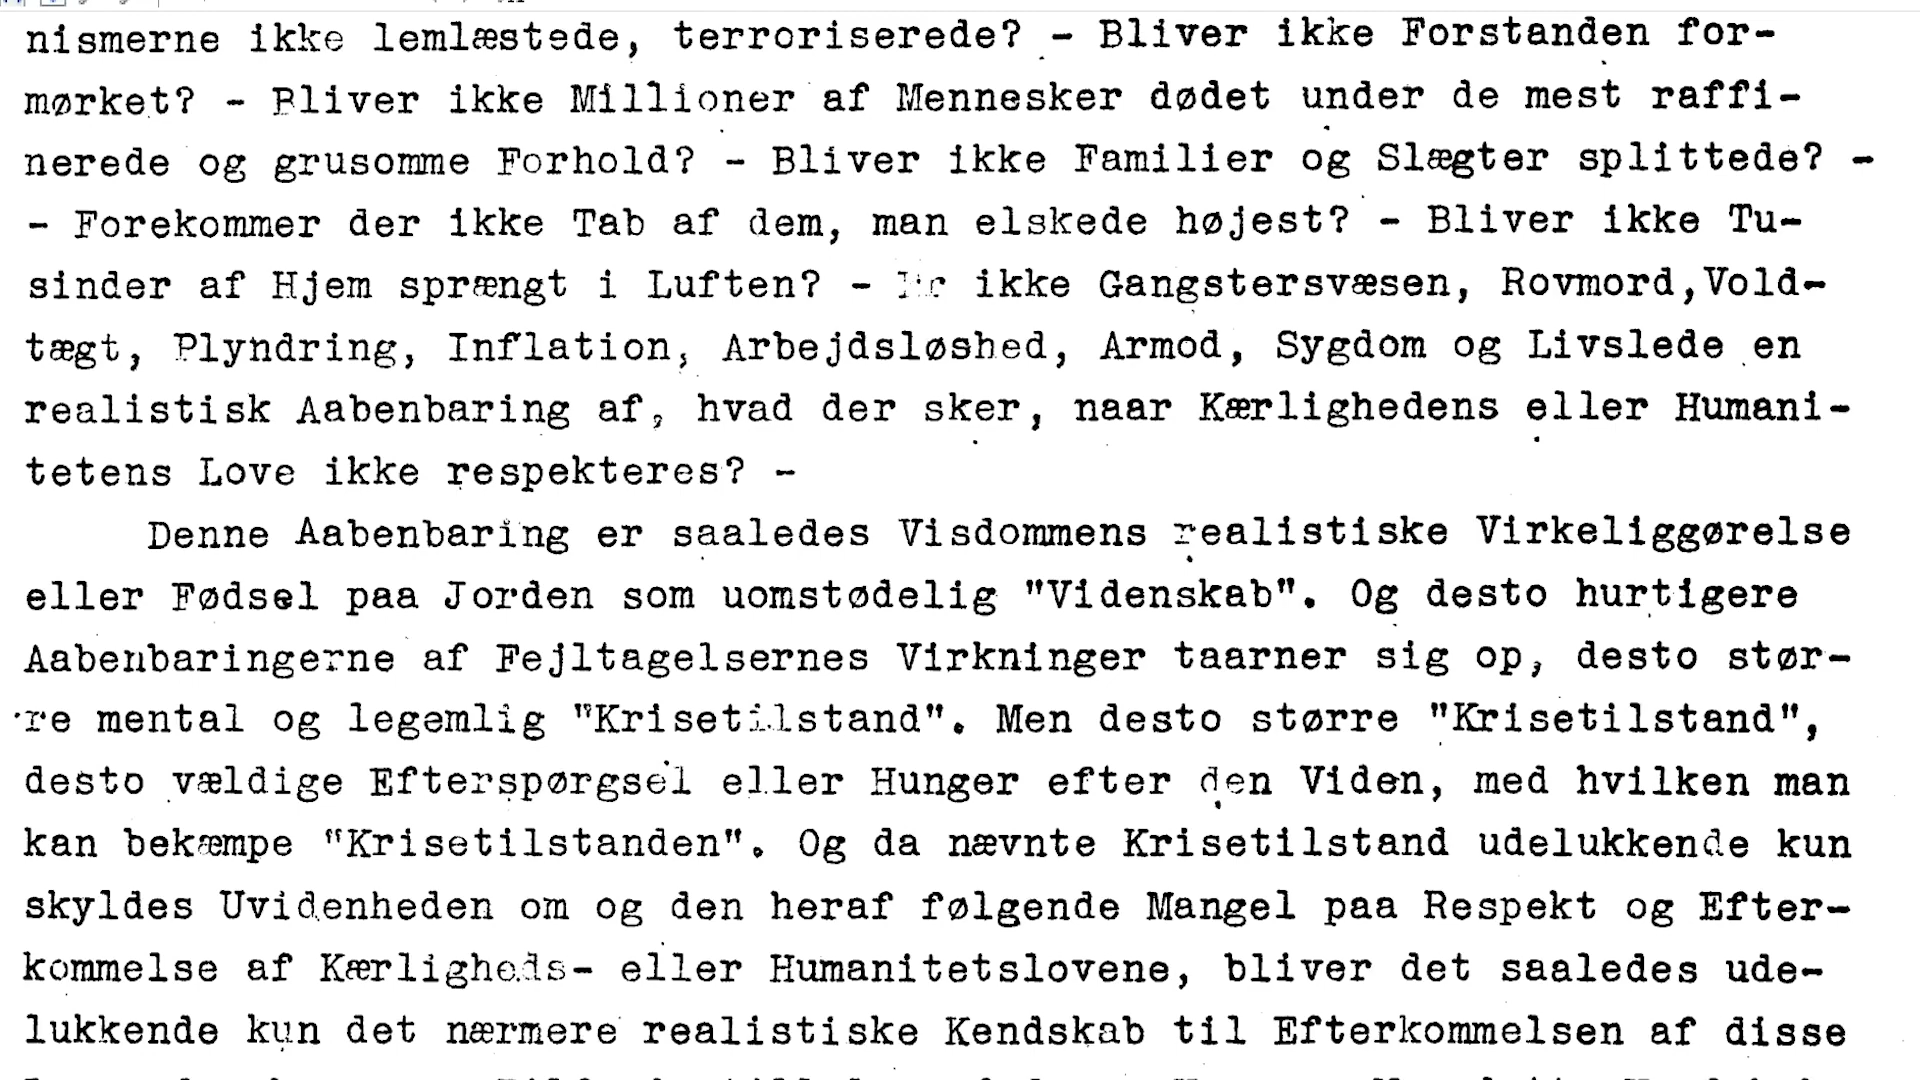 nismerne ikke lemlæstede, terroriserede? - Bliver ikke Forstanden for-
mørket? - Bliver ikke Millioner af Mennesker dødet under de mest raffi-
nerede og grusomme Forhold? - Bliver ikke Familier og Slægter splittede? -
- Forekommer der ikke Tab af dem, man elskede højest? - Bliver ikke Tu-
sinder af Hjem sprængt i Luften? - Er ikke Gangstersvæsen, Rovmord,Vold-
tægt, Plyndring, Inflation, Arbejdsløshed, Armod, Sygdom og Livslede en
realistisk Aabenbaring af, hvad der sker, naar Kærlighedens eller Humani-
tetens Love ikke respekteres? -
Denne Aabenbaring er saaledes Visdommens realistiske Virkeliggørelse
eller Fødsel paa Jorden som uomstødelig "Videnskab". Og desto hurtigere
Aabenbaringerne af Fejltagelsernes Virkninger taarner sig op, desto stør-
re mental og legemlig "Krisetilstand". Men desto større "Krisetilstand",
desto vældige Efterspørgsel eller Hunger efter den Viden, med hvilken man
kan bekæmpe "Krisetilstanden". Og da nævnte Krisetilstand udelukkende kun
skyldes Uvidenheden om og den heraf følgende Mangel paa Respekt og Efter-
kommelse af Kærligheds- eller Humanitetslovene, bliver det saaledes ude-
lukkende kun det nærmere realistiske Kendskab til Efterkommelsen af disse